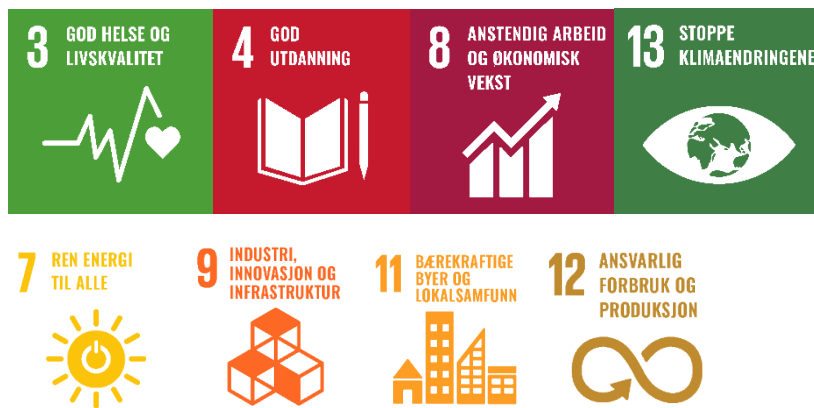 3 GOD HELSE OG
LIVSKVALITET
4 GOD
UTDANNING
8 ANSTENDIG ARBEID
OG ØKONOMISK
VEKST
13 STOPPE
KLIMAENDRINGENE
7 REN ENERGI
TIL ALLE
9 INDUSTRI,
INNOVASJON OG
INFRASTRUKTUR
11 BÆREKRAFTIGE
BYER OG
LOKALSAMFUNN
12 ANSVARLIG
FORBRUK OG
PRODUKSJON